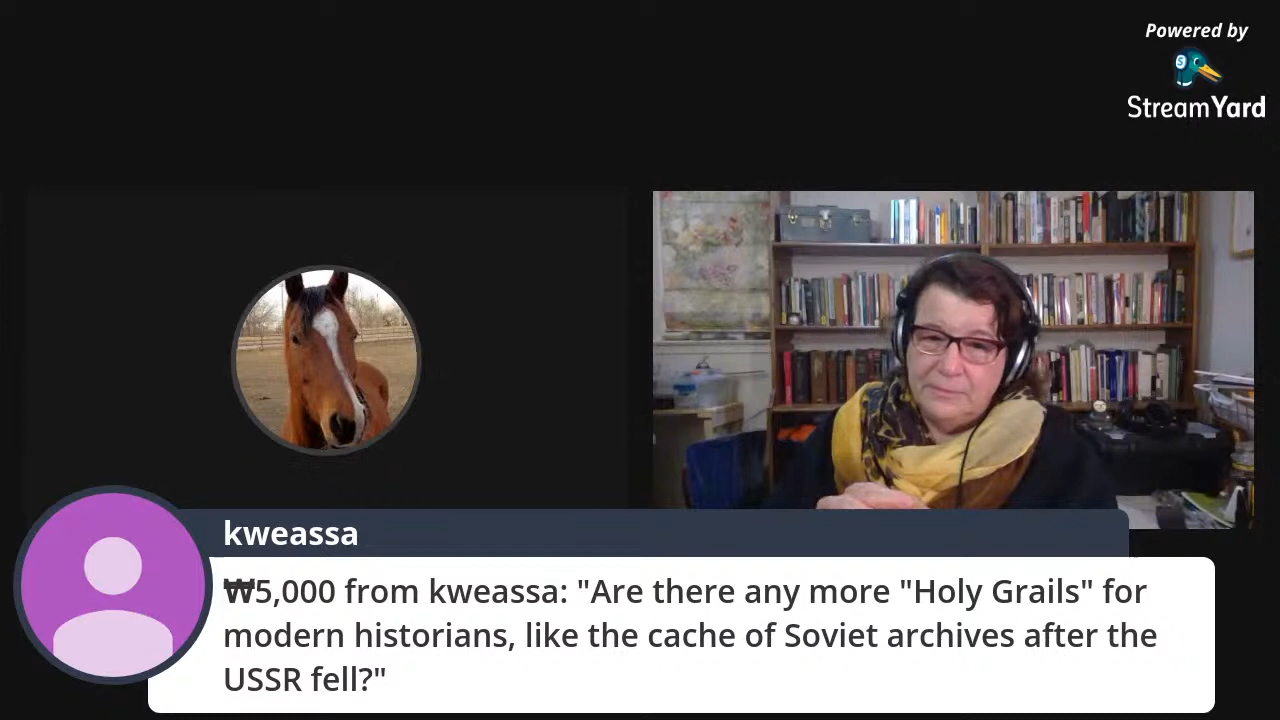 Powered by
StreamYard
kweassa
₩5,000 from kweassa: "Are there any more "Holy Grails" for
modern historians, like the cache of Soviet archives after the
USSR fell?"